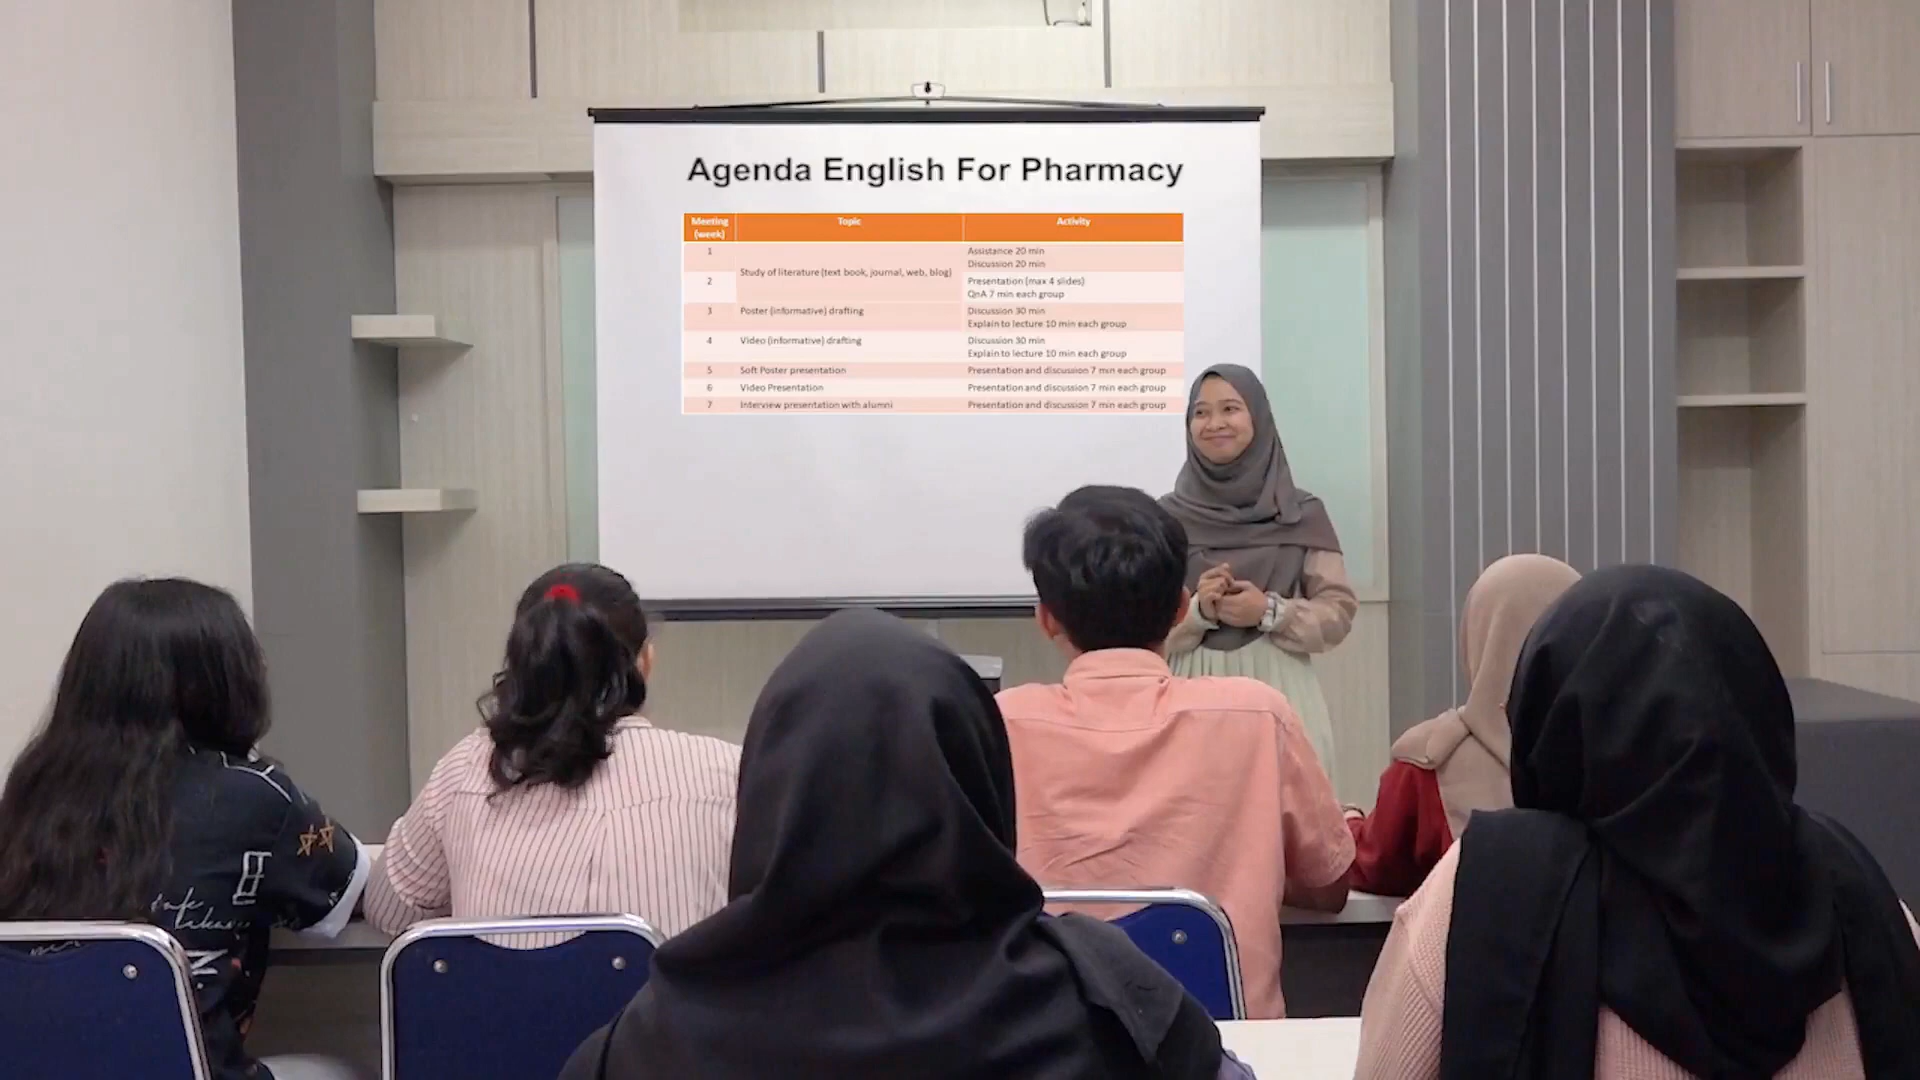 Agenda English For Pharmacy
Meeting (week) Topic Activity
1 Study of literature (text book, journal, web, blog) Assistance 20 min
Discussion 20 min
2 Presentation (max 4 slides)
QnA 7 min each group
3 Poster (informative) drafting Discussion 30 min
Explain to lecture 10 min each group
4 Video (informative) drafting Discussion 30 min
Explain to lecture 10 min each group
5 Soft Poster presentation Presentation and discussion 7 min each group
6 Video Presentation Presentation and discussion 7 min each group
7 Interview presentation with alumni Presentation and discussion 7 min each group